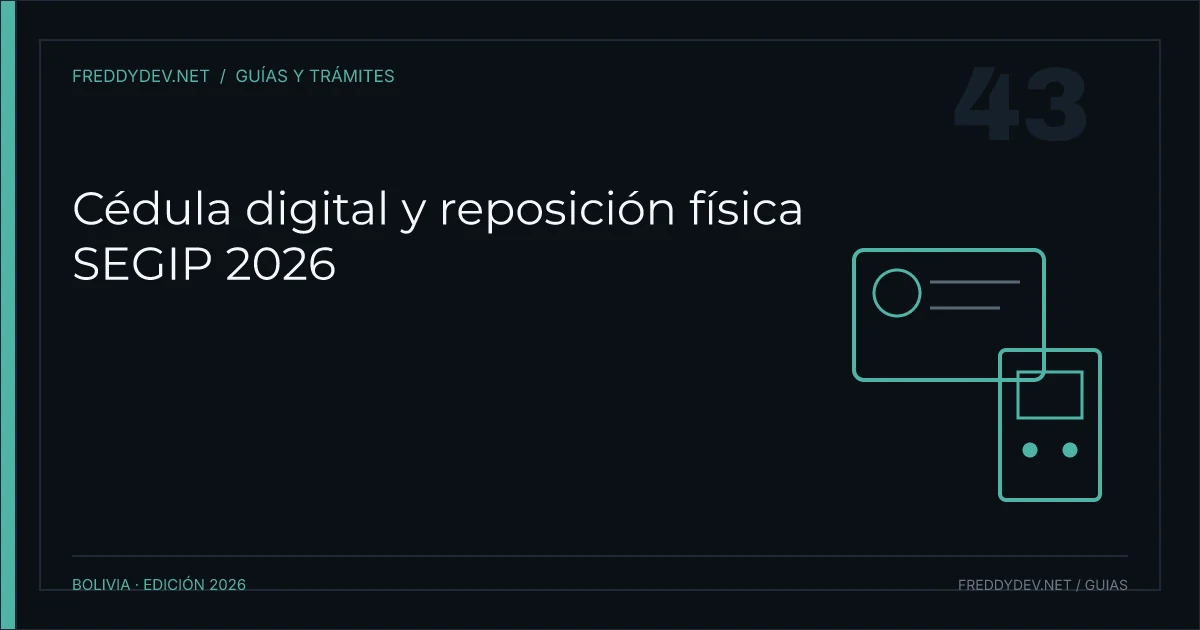 FREDDYDEV.NET / GUÍAS Y TRÁMITES
43
Cédula digital y reposición física
SEGIP 2026
BOLIVIA · EDICIÓN 2026
FREDDYDEV.NET / GUIAS